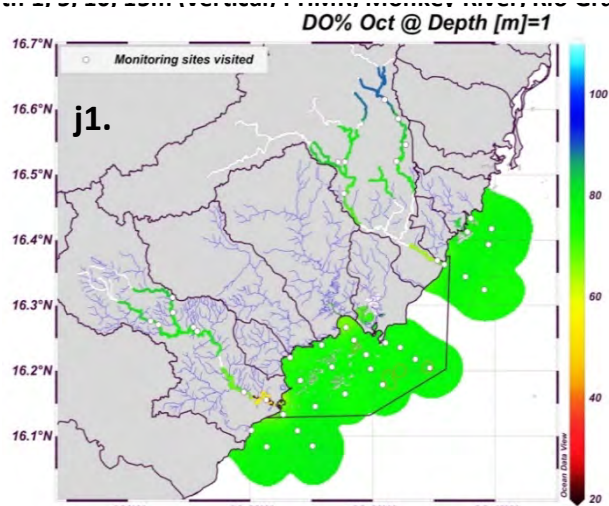 DO% Oct @ Depth [m]=1
16.7°N
Monitoring sites visited
100
16.6°N
j1.
16.5°N
80
16.4°N
60
16.3°N
16.2°N
40
16.1°N
Ocean Data View
20